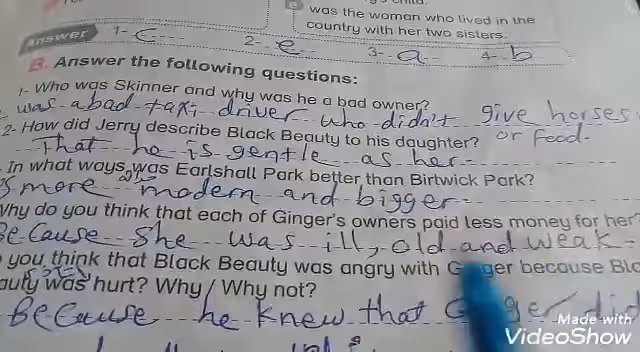 was the woman who lived in the
country with her two sisters.
Answer 1- c 2- e 3- a 4- b
B. Answer the following questions:
1- Who was Skinner and why was he a bad owner?
was a bad taxi driver who didn't give horses
or food.
2- How did Jerry describe Black Beauty to his daughter?
That he is gentle as her.
In what ways was Earlshall Park better than Birtwick Park?
more modern and bigger
Why do you think that each of Ginger's owners paid less money for her
Because she was ill, old and weak.
you think that Black Beauty was angry with Ginger because Bla
auty was hurt? Why / Why not?
Because he knew that Ginger did
Made with
VideoShow